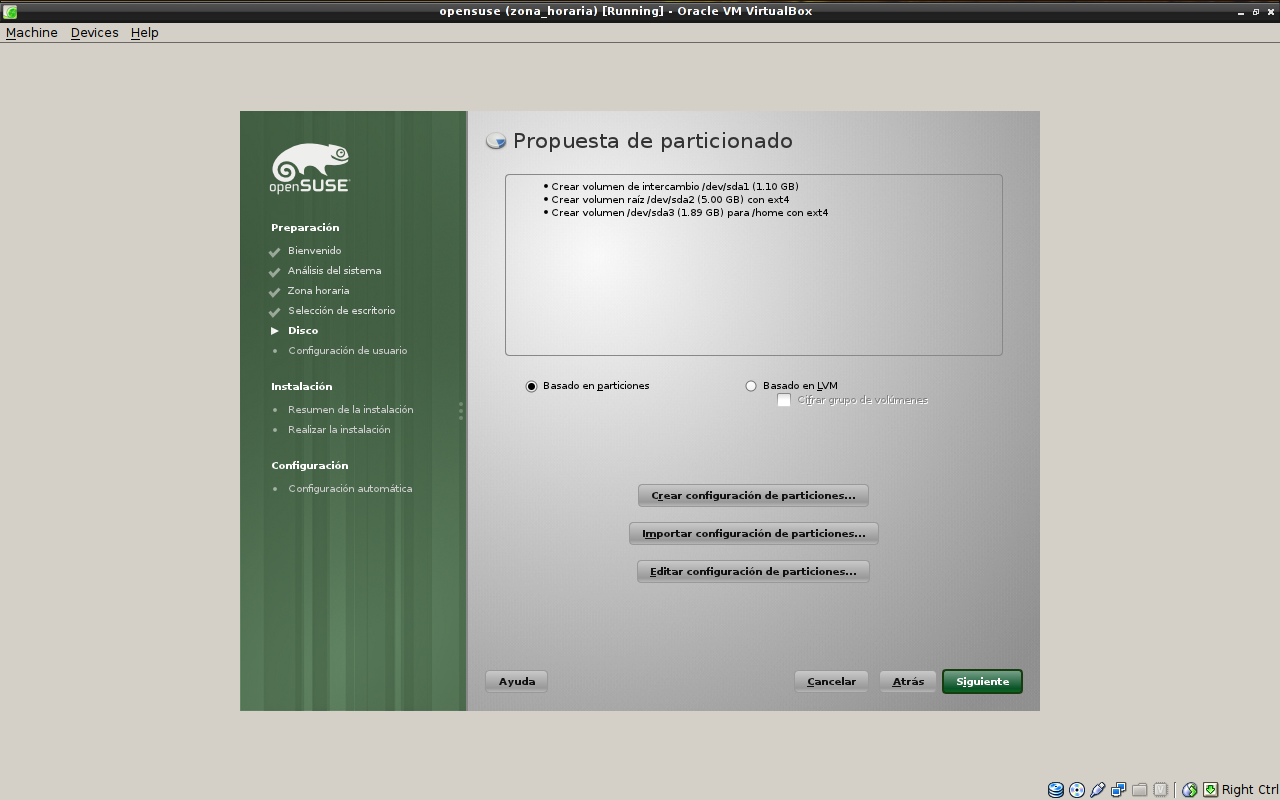 opensuse (zona_horaria) [Running] - Oracle VM VirtualBox
Machine Devices Help
openSUSE
Preparación
Bienvenido
Análisis del sistema
Zona horaria
Selección de escritorio
Disco
Configuración de usuario
Instalación
Resumen de la instalación
Realizar la instalación
Configuración
Configuración automática
Propuesta de particionado
• Crear volumen de intercambio /dev/sda1 (1.10 GB)
• Crear volumen raíz /dev/sda2 (5.00 GB) con ext4
• Crear volumen /dev/sda3 (1.89 GB) para /home con ext4
Basado en particiones
Basado en LVM
Cifrar grupo de volúmenes
Crear configuración de particiones...
Importar configuración de particiones...
Editar configuración de particiones...
Ayuda Cancelar Atrás Siguiente
Right Ctrl